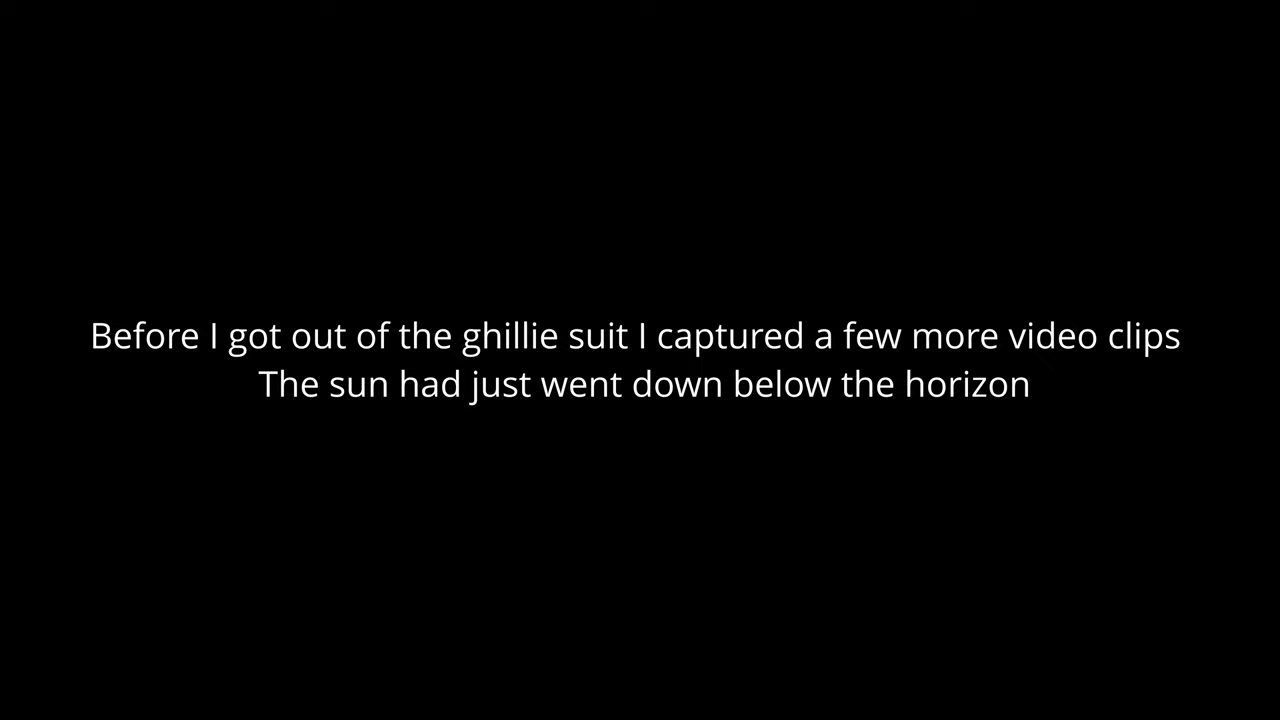 Before I got out of the ghillie suit I captured a few more video clips
The sun had just went down below the horizon